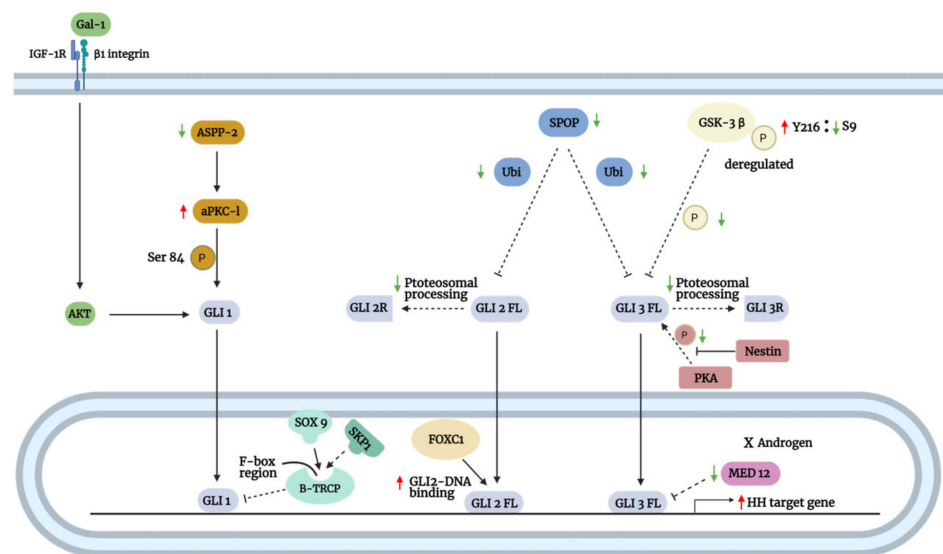 Gal-1
IGF-1R
β1 integrin
ASPP-2
aPKC-l
Ser 84
P
AKT
GLI 1
SPOP
Ubi
Ubi
GSK-3 β
P
Y216 : S9
deregulated
P
Ptoteosomal
processing
GLI 2R
GLI 2 FL
Ptoteosomal
processing
GLI 3 FL
GLI 3R
P
Nestin
PKA
SOX 9
SKP1
F-box
region
B-TRCP
GLI 1
FOXC1
GLI2-DNA
binding
GLI 2 FL
X Androgen
MED 12
GLI 3 FL
HH target gene